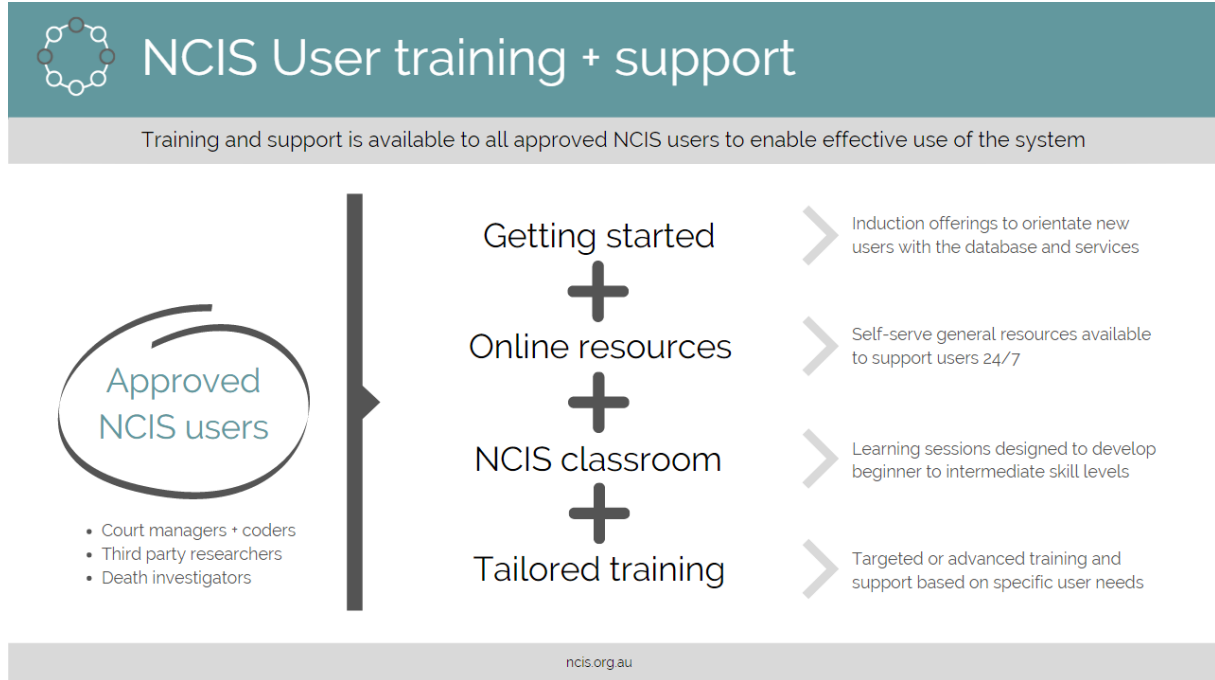 NCIS User training + support
Training and support is available to all approved NCIS users to enable effective use of the system
Approved
NCIS users
• Court managers + coders
• Third party researchers
• Death investigators
Getting started
Induction offerings to orientate new
users with the database and services
+
Online resources
Self-serve general resources available
to support users 24/7
+
NCIS classroom
Learning sessions designed to develop
beginner to intermediate skill levels
+
Tailored training
Targeted or advanced training and
support based on specific user needs
ncis.org.au